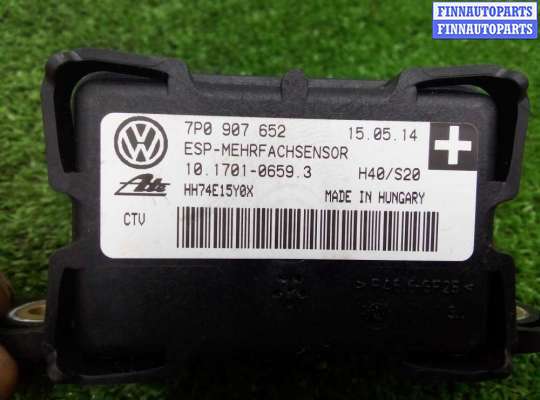 FINNAUTOPARTS
FINNAUTOPARTS
7P0 907 652 15.05.14
ESP-MEHRFACHSENSOR
10.1701-0659.3 H40/S20
Ate HH74E15Y0X MADE IN HUNGARY
CTV